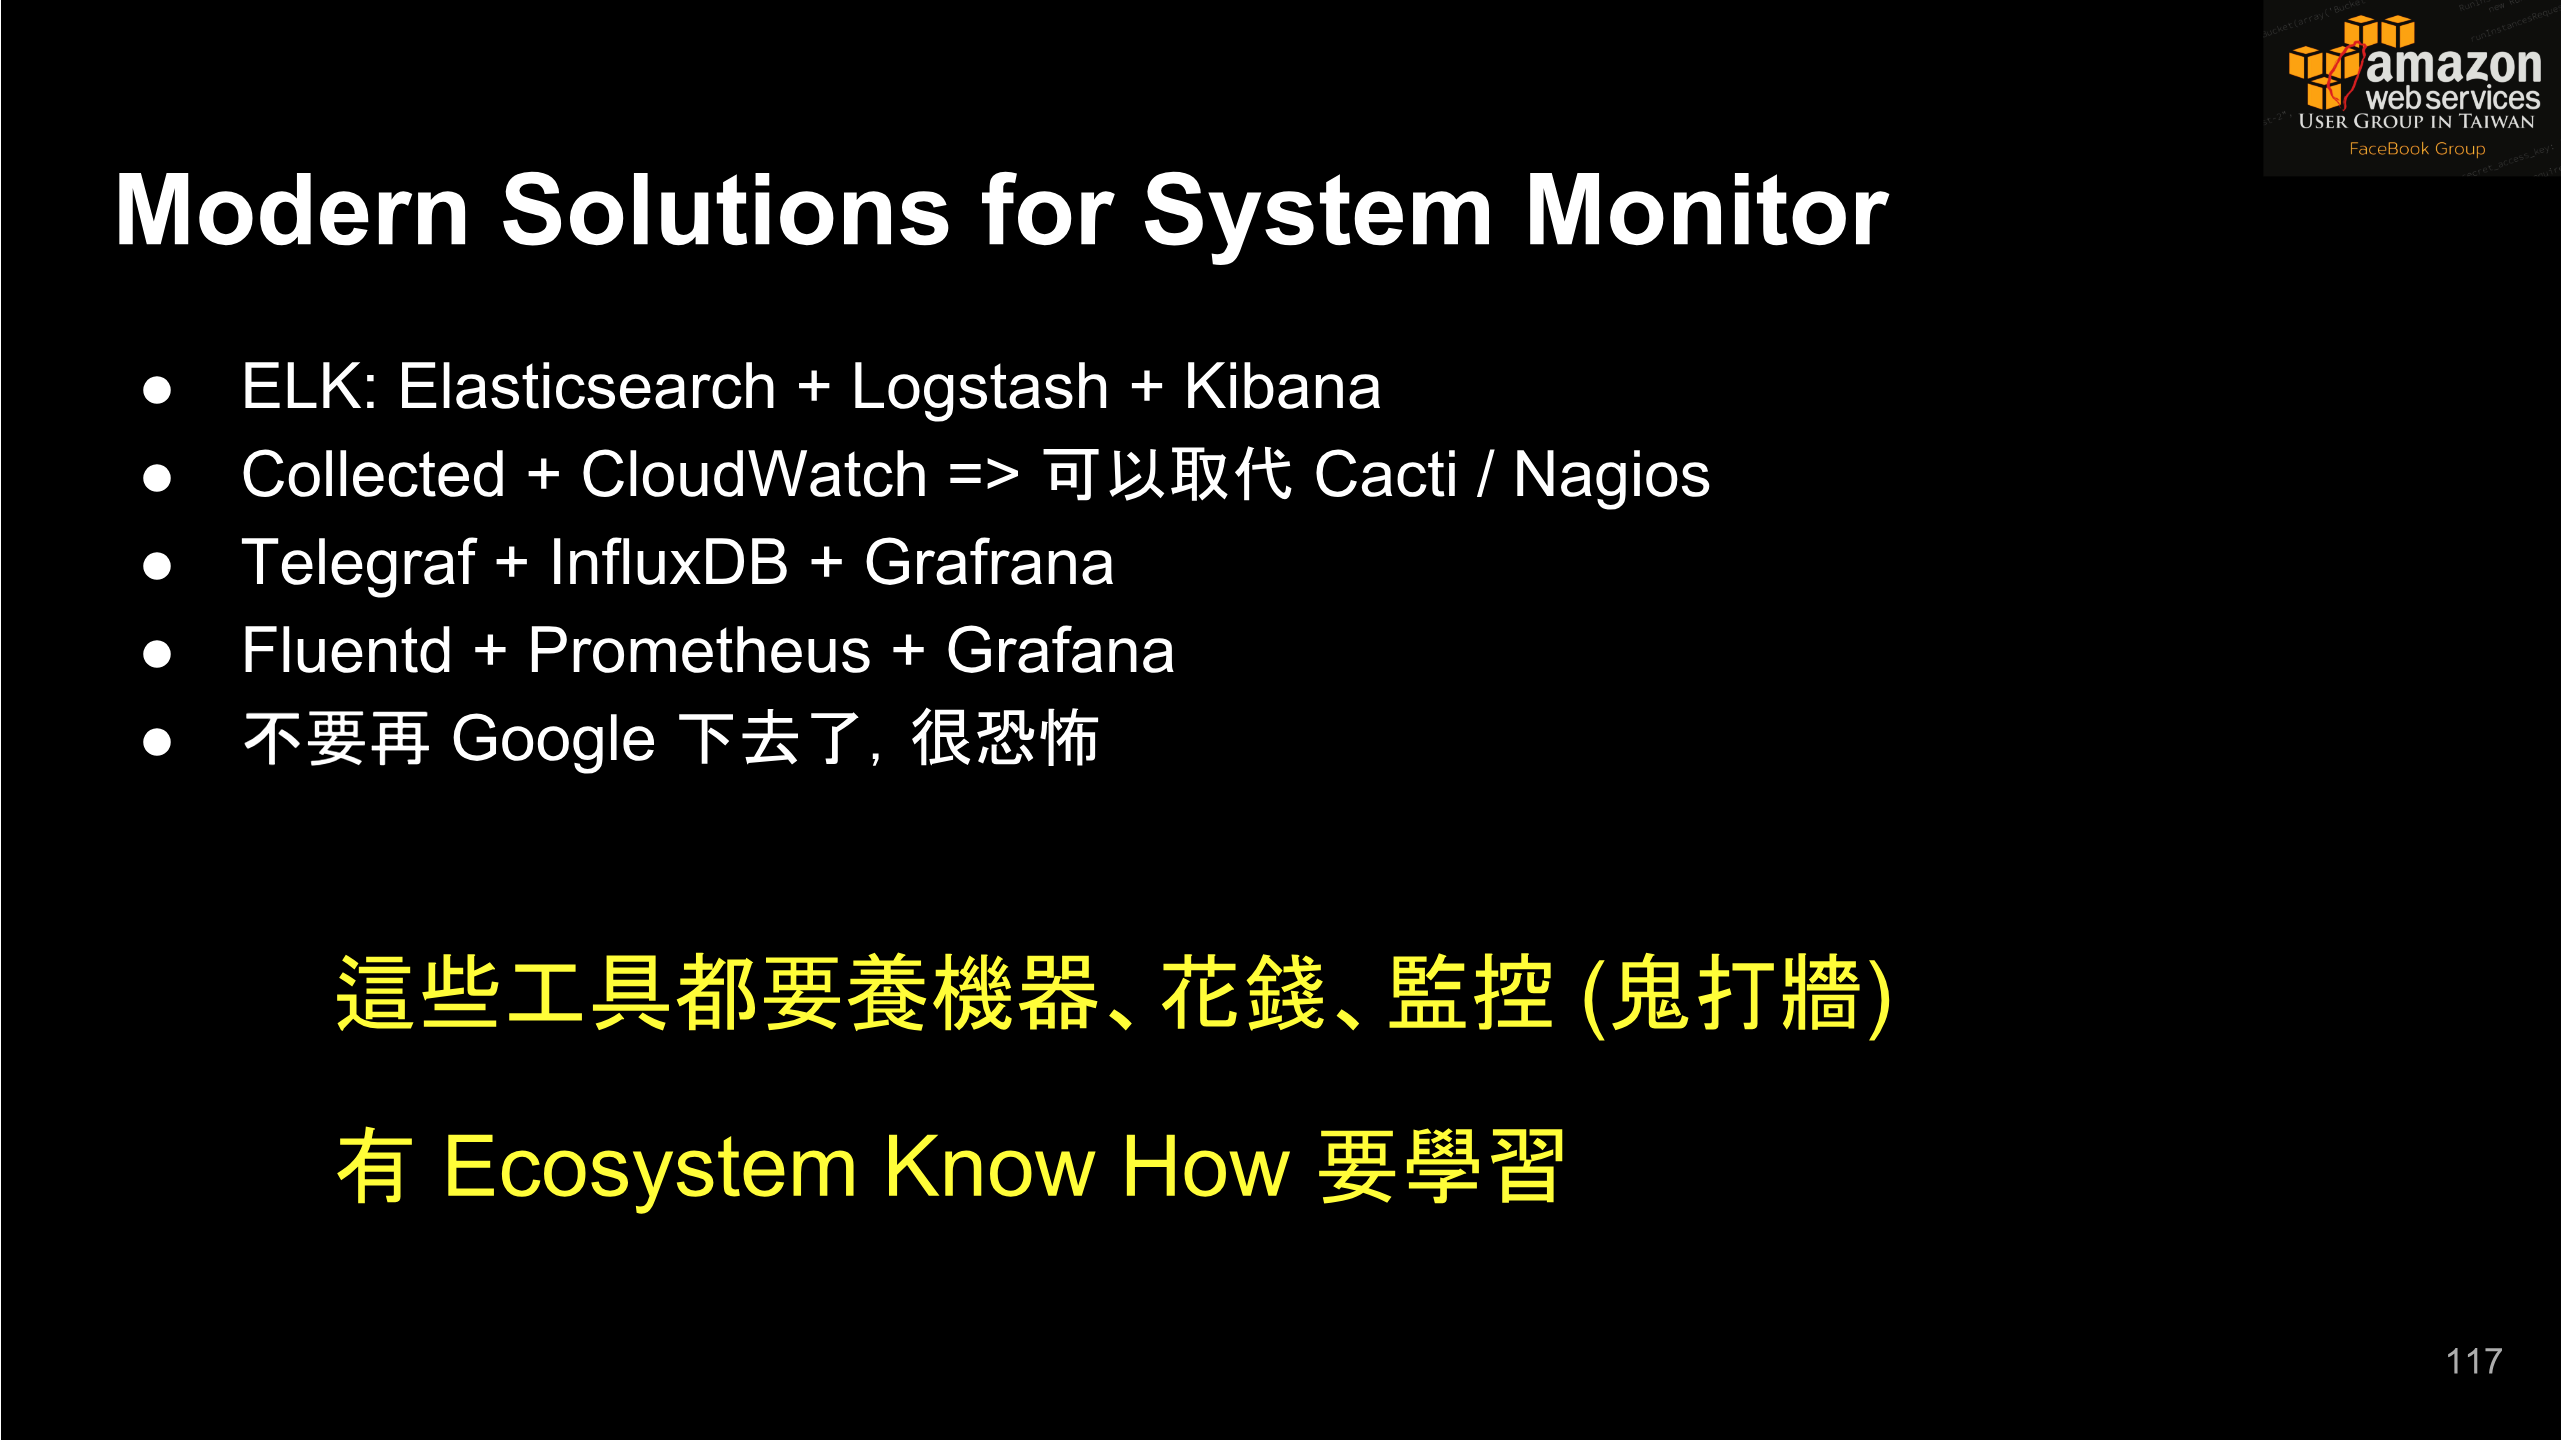 amazon
web services
USER GROUP IN TAIWAN
FaceBook Group
Modern Solutions for System Monitor
● ELK: Elasticsearch + Logstash + Kibana
● Collected + CloudWatch => 可以取代 Cacti / Nagios
● Telegraf + InfluxDB + Grafrana
● Fluentd + Prometheus + Grafana
● 不要再 Google 下去了, 很恐怖
這些工具都要養機器、花錢、監控 (鬼打牆)
有 Ecosystem Know How 要學習
117